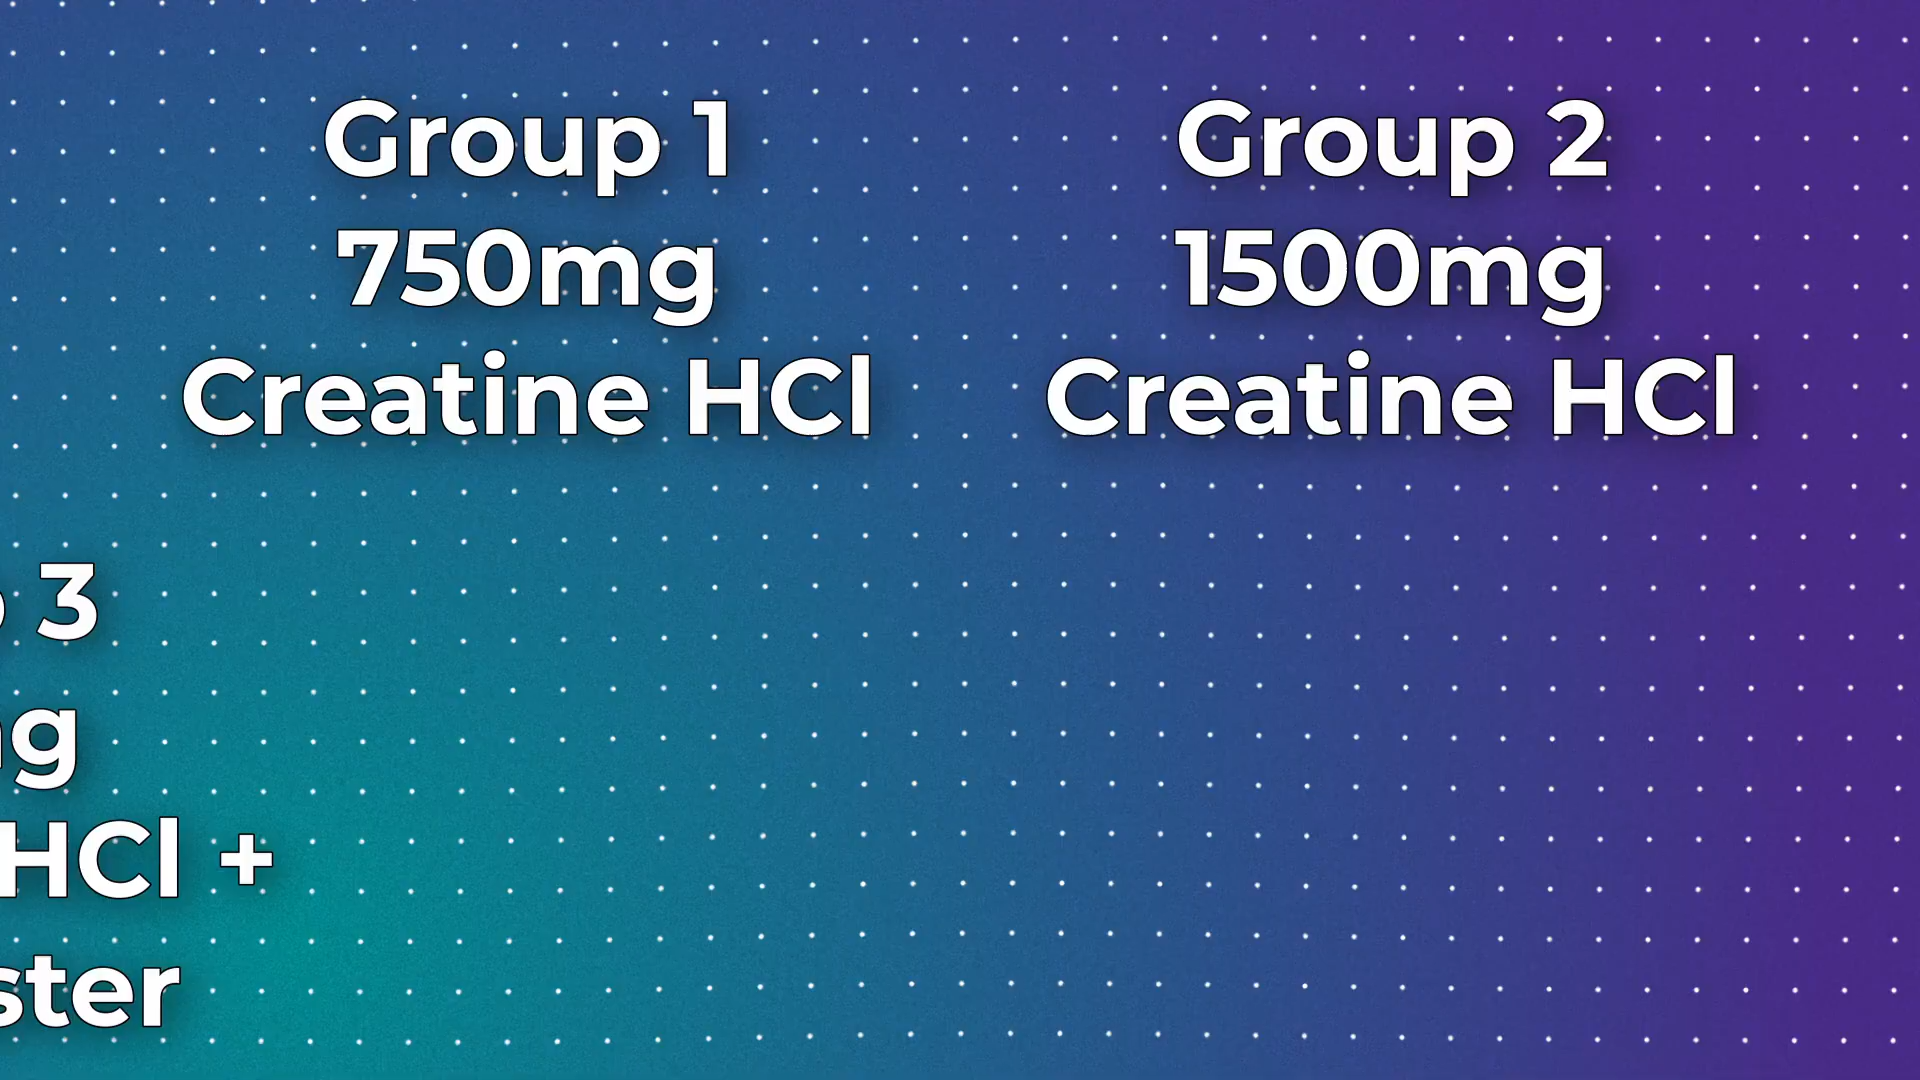 Group 1
750mg
Creatine HCl
Group 2
1500mg
Creatine HCl
3
HCl +